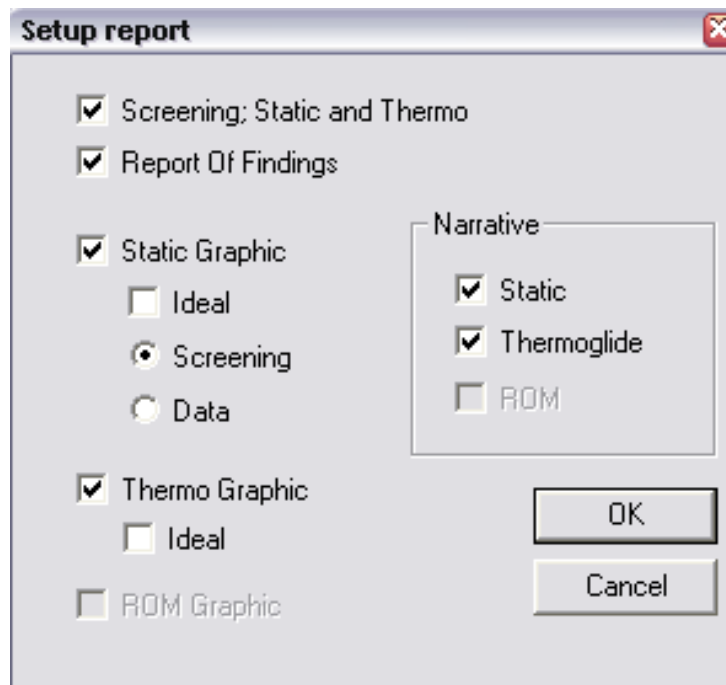 Setup report
Screening; Static and Thermo
Report Of Findings
Static Graphic
Ideal
Screening
Data
Narrative
Static
Thermoglide
ROM
Thermo Graphic
Ideal
ROM Graphic
OK
Cancel